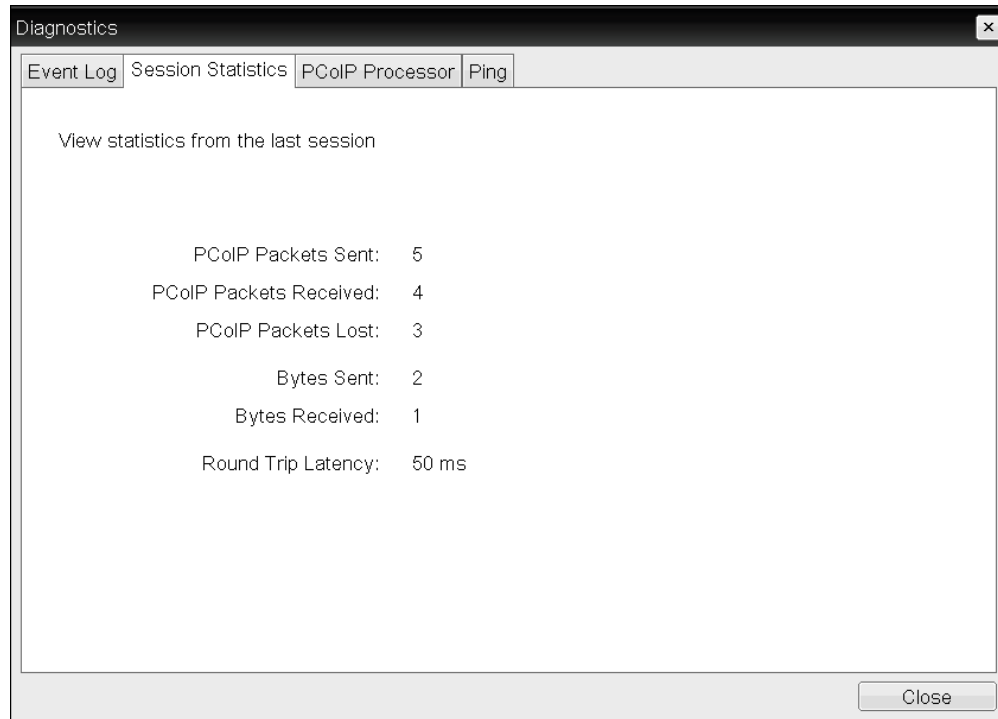 Diagnostics
Event Log Session Statistics PCoIP Processor Ping
View statistics from the last session
PCoIP Packets Sent: 5
PCoIP Packets Received: 4
PCoIP Packets Lost: 3
Bytes Sent: 2
Bytes Received: 1
Round Trip Latency: 50 ms
Close